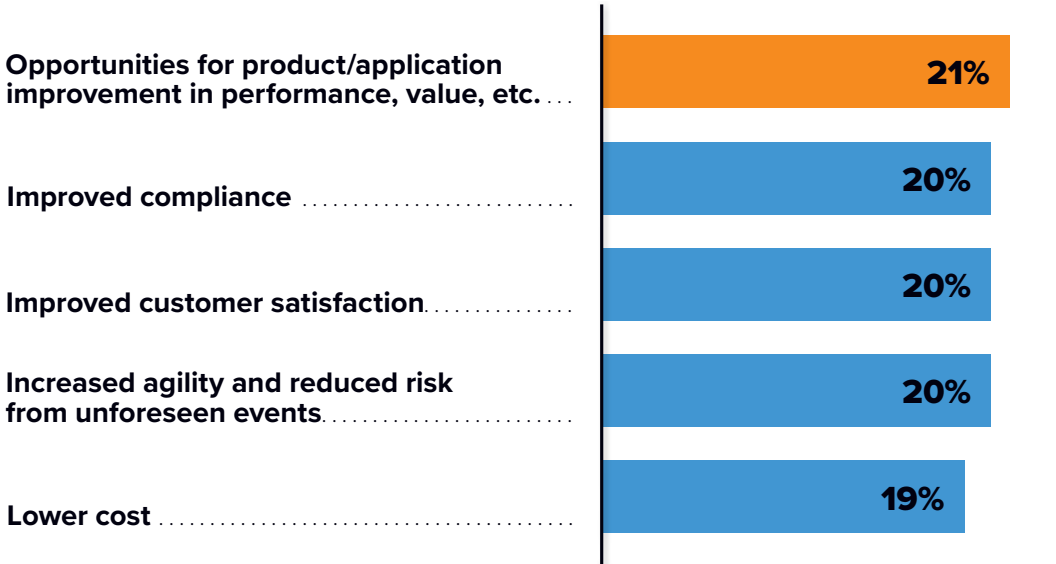 Opportunities for product/application
improvement in performance, value, etc. . . .
21%
Improved compliance . . . . . . . . . . . . . . . . . . . . . . . . . . .
20%
Improved customer satisfaction. . . . . . . . . . . . . . .
20%
Increased agility and reduced risk
from unforeseen events. . . . . . . . . . . . . . . . . . . . . . . . .
20%
Lower cost . . . . . . . . . . . . . . . . . . . . . . . . . . . . . . . . . . . . . . . . .
19%